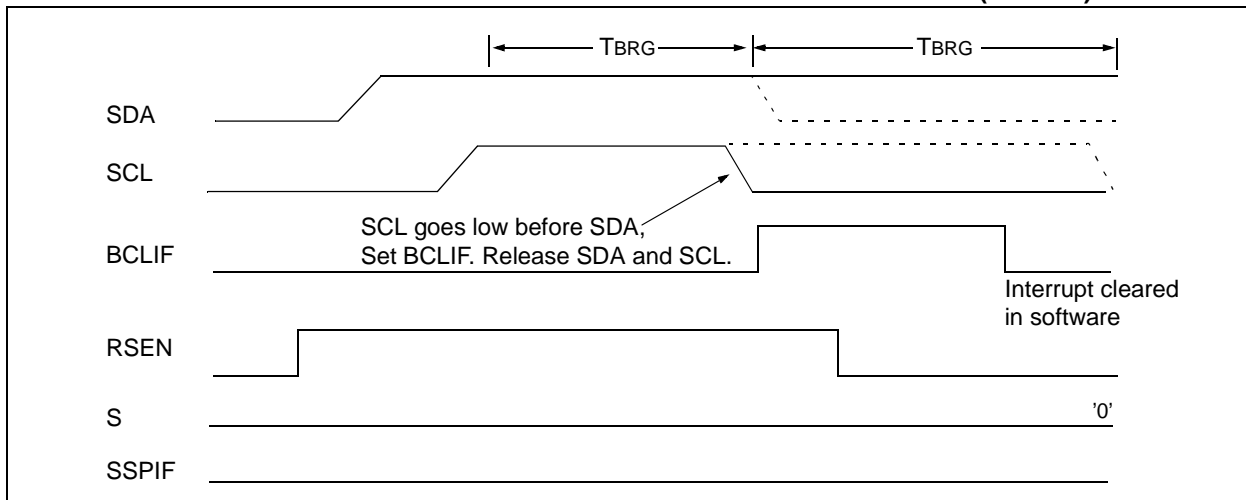 TBRG
TBRG
SDA
SCL
SCL goes low before SDA,
Set BCLIF. Release SDA and SCL.
BCLIF
Interrupt cleared
in software
RSEN
S
'0'
SSPIF